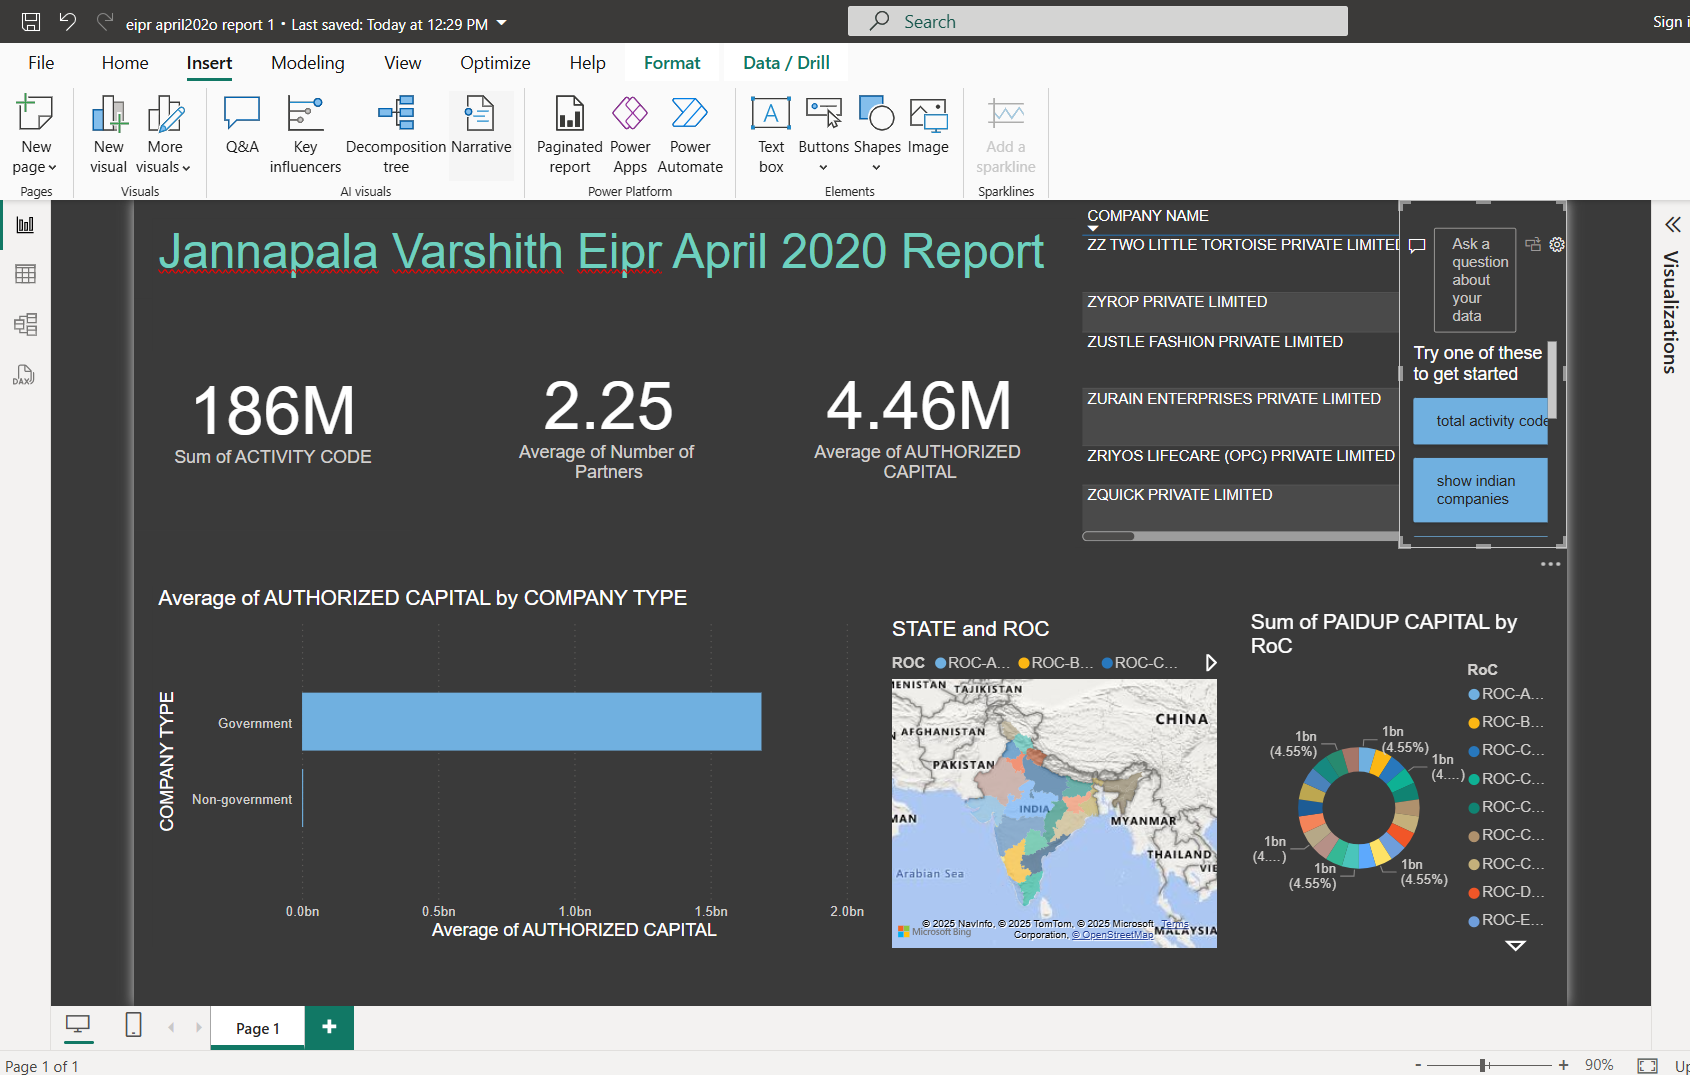 eipr april202o report 1 • Last saved: Today at 12:29 PM
Search
Sign i
File Home Insert Modeling View Optimize Help Format Data / Drill
New page
New visual
More visuals
Q&A
Key influencers
Decomposition tree
Narrative
Paginated report
Power Apps
Power Automate
Text box
Buttons
Shapes
Image
Add a sparkline
Pages
Visuals
AI visuals
Power Platform
Elements
Sparklines
DAX
Jannapala Varshith Eipr April 2020 Report
COMPANY NAME
ZZ TWO LITTLE TORTOISE PRIVATE LIMITED
ZYROP PRIVATE LIMITED
ZUSTLE FASHION PRIVATE LIMITED
ZURAIN ENTERPRISES PRIVATE LIMITED
ZRIYOS LIFECARE (OPC) PRIVATE LIMITED
ZQUICK PRIVATE LIMITED
Ask a
question
about
your
data
Try one of these
to get started
total activity code
show indian
companies
Visualizations
186M
Sum of ACTIVITY CODE
2.25
Average of Number of
Partners
4.46M
Average of AUTHORIZED
CAPITAL
Average of AUTHORIZED CAPITAL by COMPANY TYPE
COMPANY TYPE
Government
Non-government
0.0bn 0.5bn 1.0bn 1.5bn 2.0bn
Average of AUTHORIZED CAPITAL
STATE and ROC
ROC ROC-A... ROC-B... ROC-C...
MENISTAN TAJIKISTAN
CHINA
AFGHANISTAN
PAKISTAN
INDIA
MAN
MYANMAR
THAILAND
VIE
Arabian Sea
© 2025 NavInfo, © 2025 TomTom, © 2025 Microsoft Terms
Microsoft Bing
Corporation, © OpenStreetMap
MALAYSIA
Sum of PAIDUP CAPITAL by
RoC
1bn
(4.55%)
1bn
(4.55%)
1bn
(4....)
1bn
(4....)
1bn
(4.55%)
1bn
(4.55%)
RoC
ROC-A...
ROC-B...
ROC-C...
ROC-C...
ROC-C...
ROC-C...
ROC-C...
ROC-D...
ROC-E...
Page 1
Page 1 of 1
- + 90%
Up